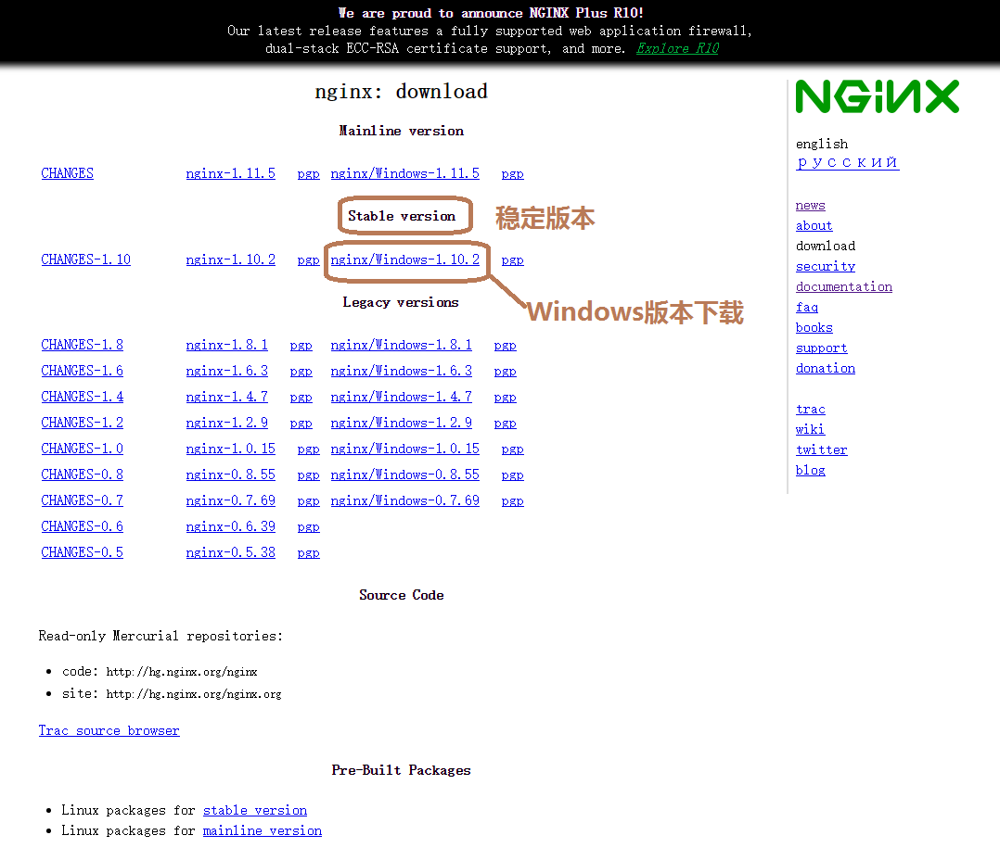 We are proud to announce NGINX Plus R10!
Our latest release features a fully supported web application firewall,
dual-stack ECC-RSA certificate support, and more. Explore R10
nginx: download
Mainline version
CHANGES nginx-1.11.5 pgp nginx/Windows-1.11.5 pgp
Stable version 稳定版本
CHANGES-1.10 nginx-1.10.2 pgp nginx/Windows-1.10.2 pgp
Windows版本下载
Legacy versions
CHANGES-1.8 nginx-1.8.1 pgp nginx/Windows-1.8.1 pgp
CHANGES-1.6 nginx-1.6.3 pgp nginx/Windows-1.6.3 pgp
CHANGES-1.4 nginx-1.4.7 pgp nginx/Windows-1.4.7 pgp
CHANGES-1.2 nginx-1.2.9 pgp nginx/Windows-1.2.9 pgp
CHANGES-1.0 nginx-1.0.15 pgp nginx/Windows-1.0.15 pgp
CHANGES-0.8 nginx-0.8.55 pgp nginx/Windows-0.8.55 pgp
CHANGES-0.7 nginx-0.7.69 pgp nginx/Windows-0.7.69 pgp
CHANGES-0.6 nginx-0.6.39 pgp
CHANGES-0.5 nginx-0.5.38 pgp
Source Code
Read-only Mercurial repositories:
• code: http://hg.nginx.org/nginx
• site: http://hg.nginx.org/nginx.org
Trac source browser
Pre-Built Packages
• Linux packages for stable version
• Linux packages for mainline version
NGiNX
english
русский
news
about
download
security
documentation
faq
books
support
donation
trac
wiki
twitter
blog